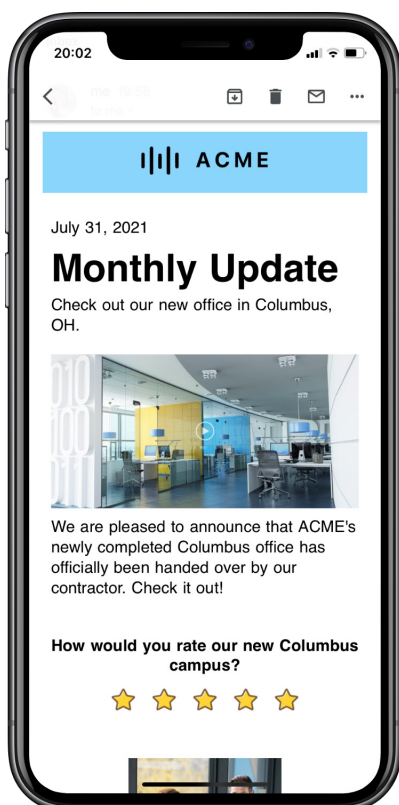 20:02
ACME
July 31, 2021
Monthly Update
Check out our new office in Columbus,
OH.
We are pleased to announce that ACME's
newly completed Columbus office has
officially been handed over by our
contractor. Check it out!
How would you rate our new Columbus
campus?